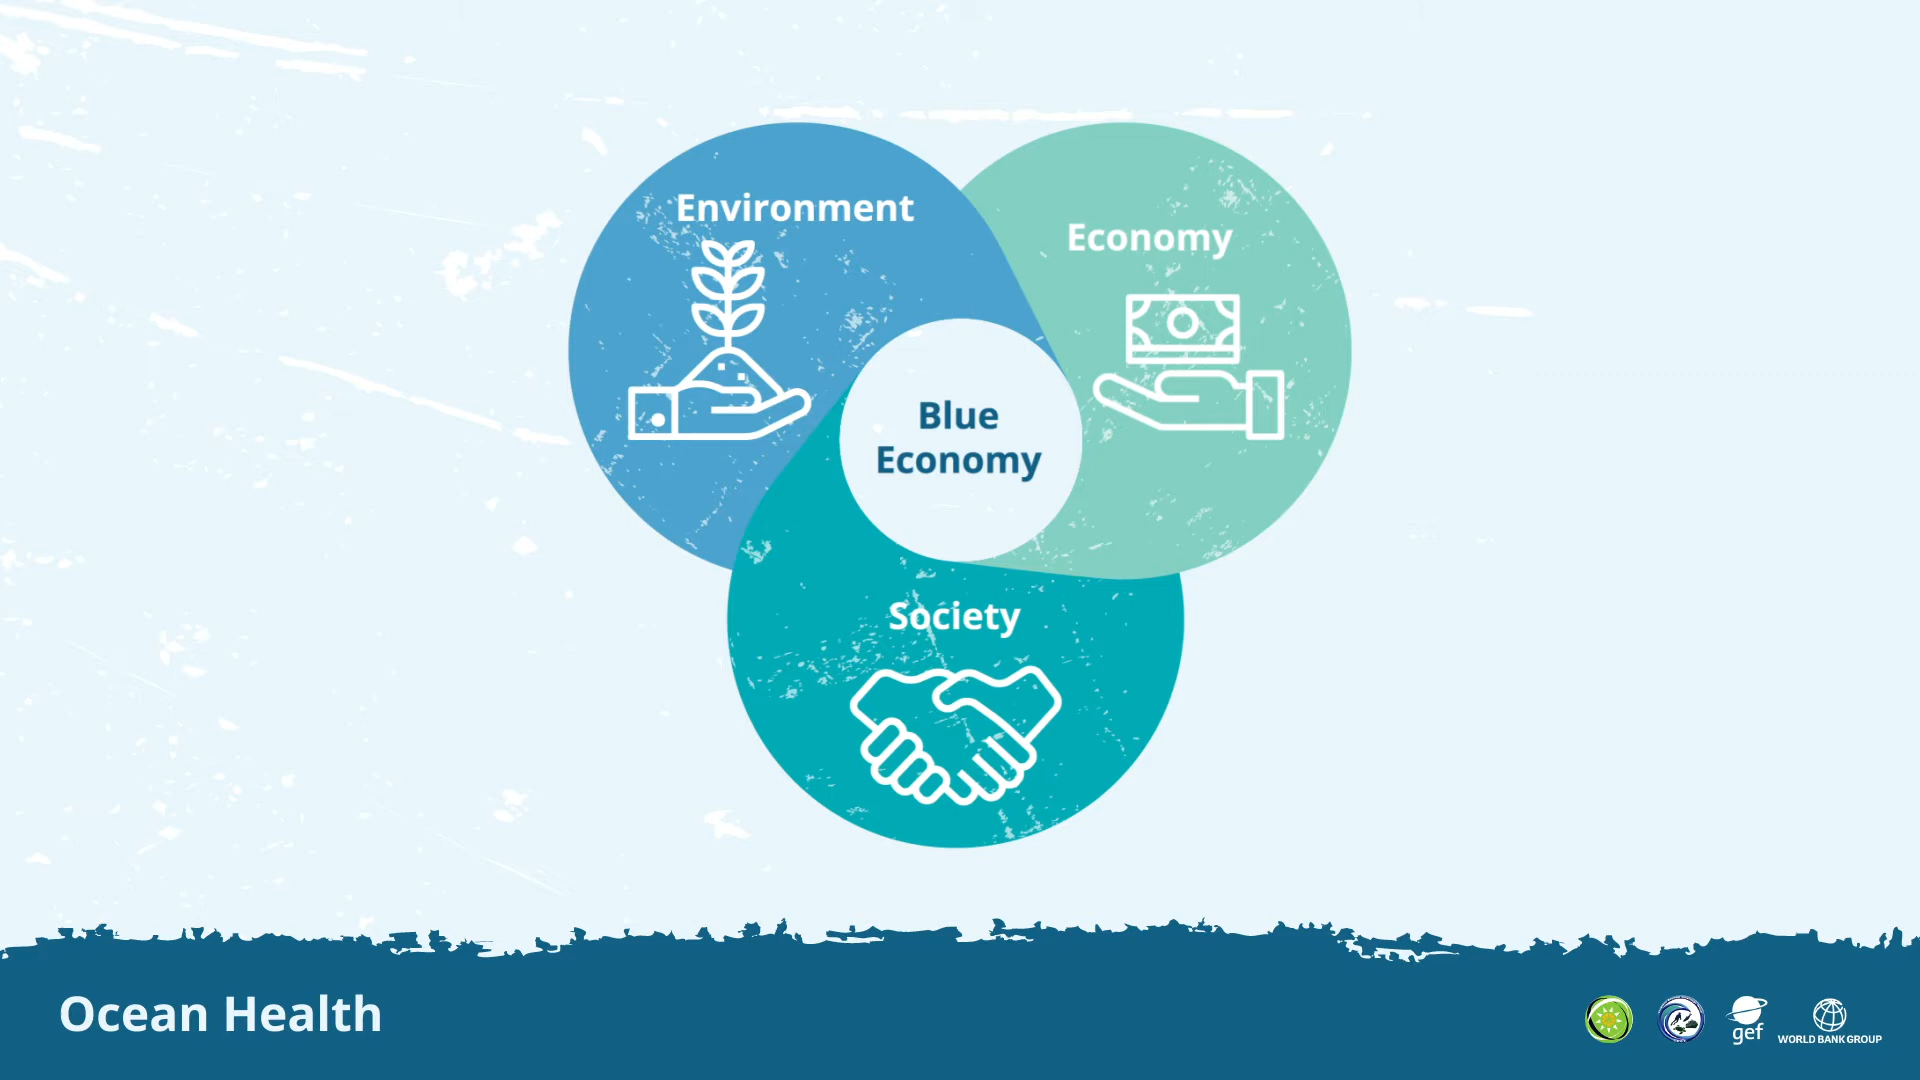 Environment
Economy
Blue
Economy
Society
Ocean Health
gef
WORLD BANK GROUP